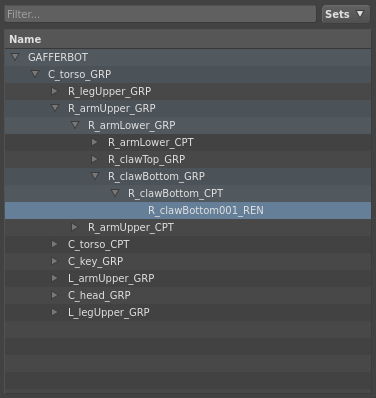 Filter... Sets
Name
GAFFERBOT
C_torso_GRP
R_legUpper_GRP
R_armUpper_GRP
R_armLower_GRP
R_armLower_CPT
R_clawTop_GRP
R_clawBottom_GRP
R_clawBottom_CPT
R_clawBottom001_REN
R_armUpper_CPT
C_torso_CPT
C_key_GRP
L_armUpper_GRP
C_head_GRP
L_legUpper_GRP